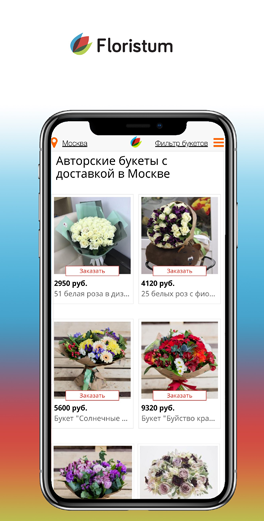 Floristum
Москва
Фильтр букетов
Авторские букеты с
доставкой в Москве
Заказать
Заказать
2950 руб.
4120 руб.
51 белая роза в диз...
25 белых роз с фио...
Заказать
Заказать
5600 руб.
9320 руб.
Букет "Солнечные ...
Букет "Буйство кра...